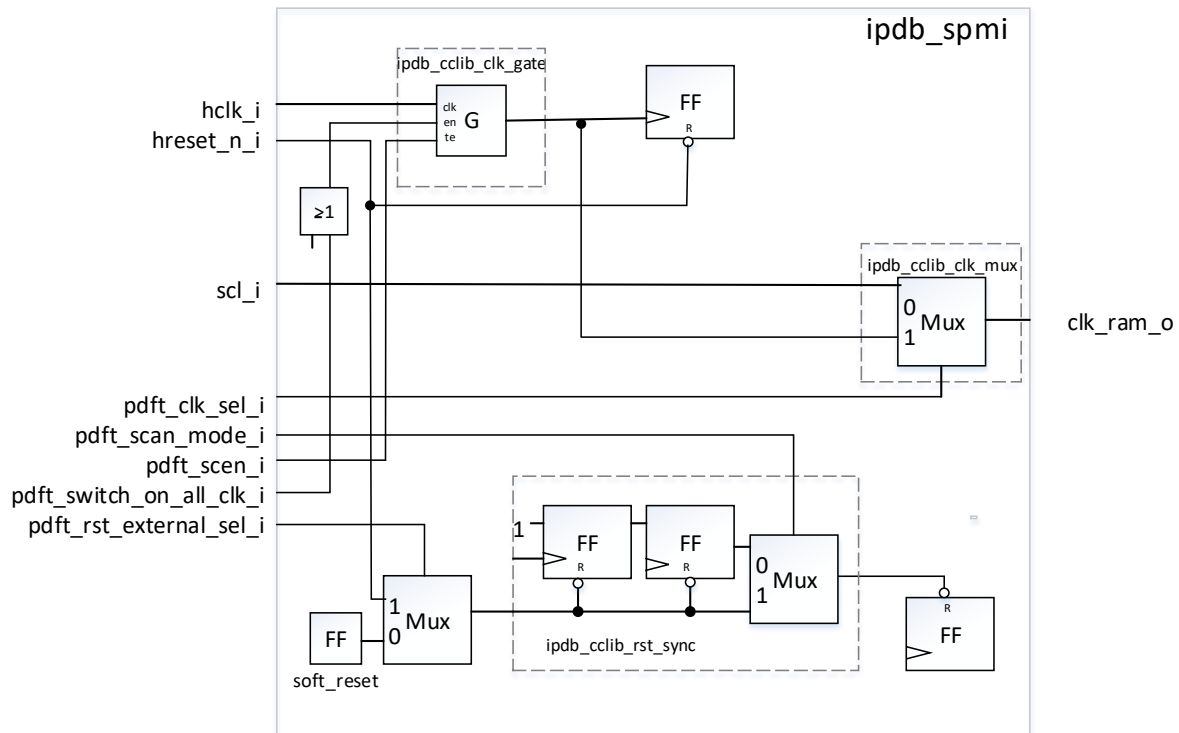 ipdb_spmi
ipdb_cclib_clk_gate
hclk_i
hreset_n_i
clk
en
te
G
FF
R
≥1
scl_i
ipdb_cclib_clk_mux
0
1
Mux
clk_ram_o
pdft_clk_sel_i
pdft_scan_mode_i
pdft_scen_i
pdft_switch_on_all_clk_i
pdft_rst_external_sel_i
1
FF
R
FF
R
0
1
Mux
ipdb_cclib_rst_sync
1
0
Mux
FF
soft_reset
R
FF